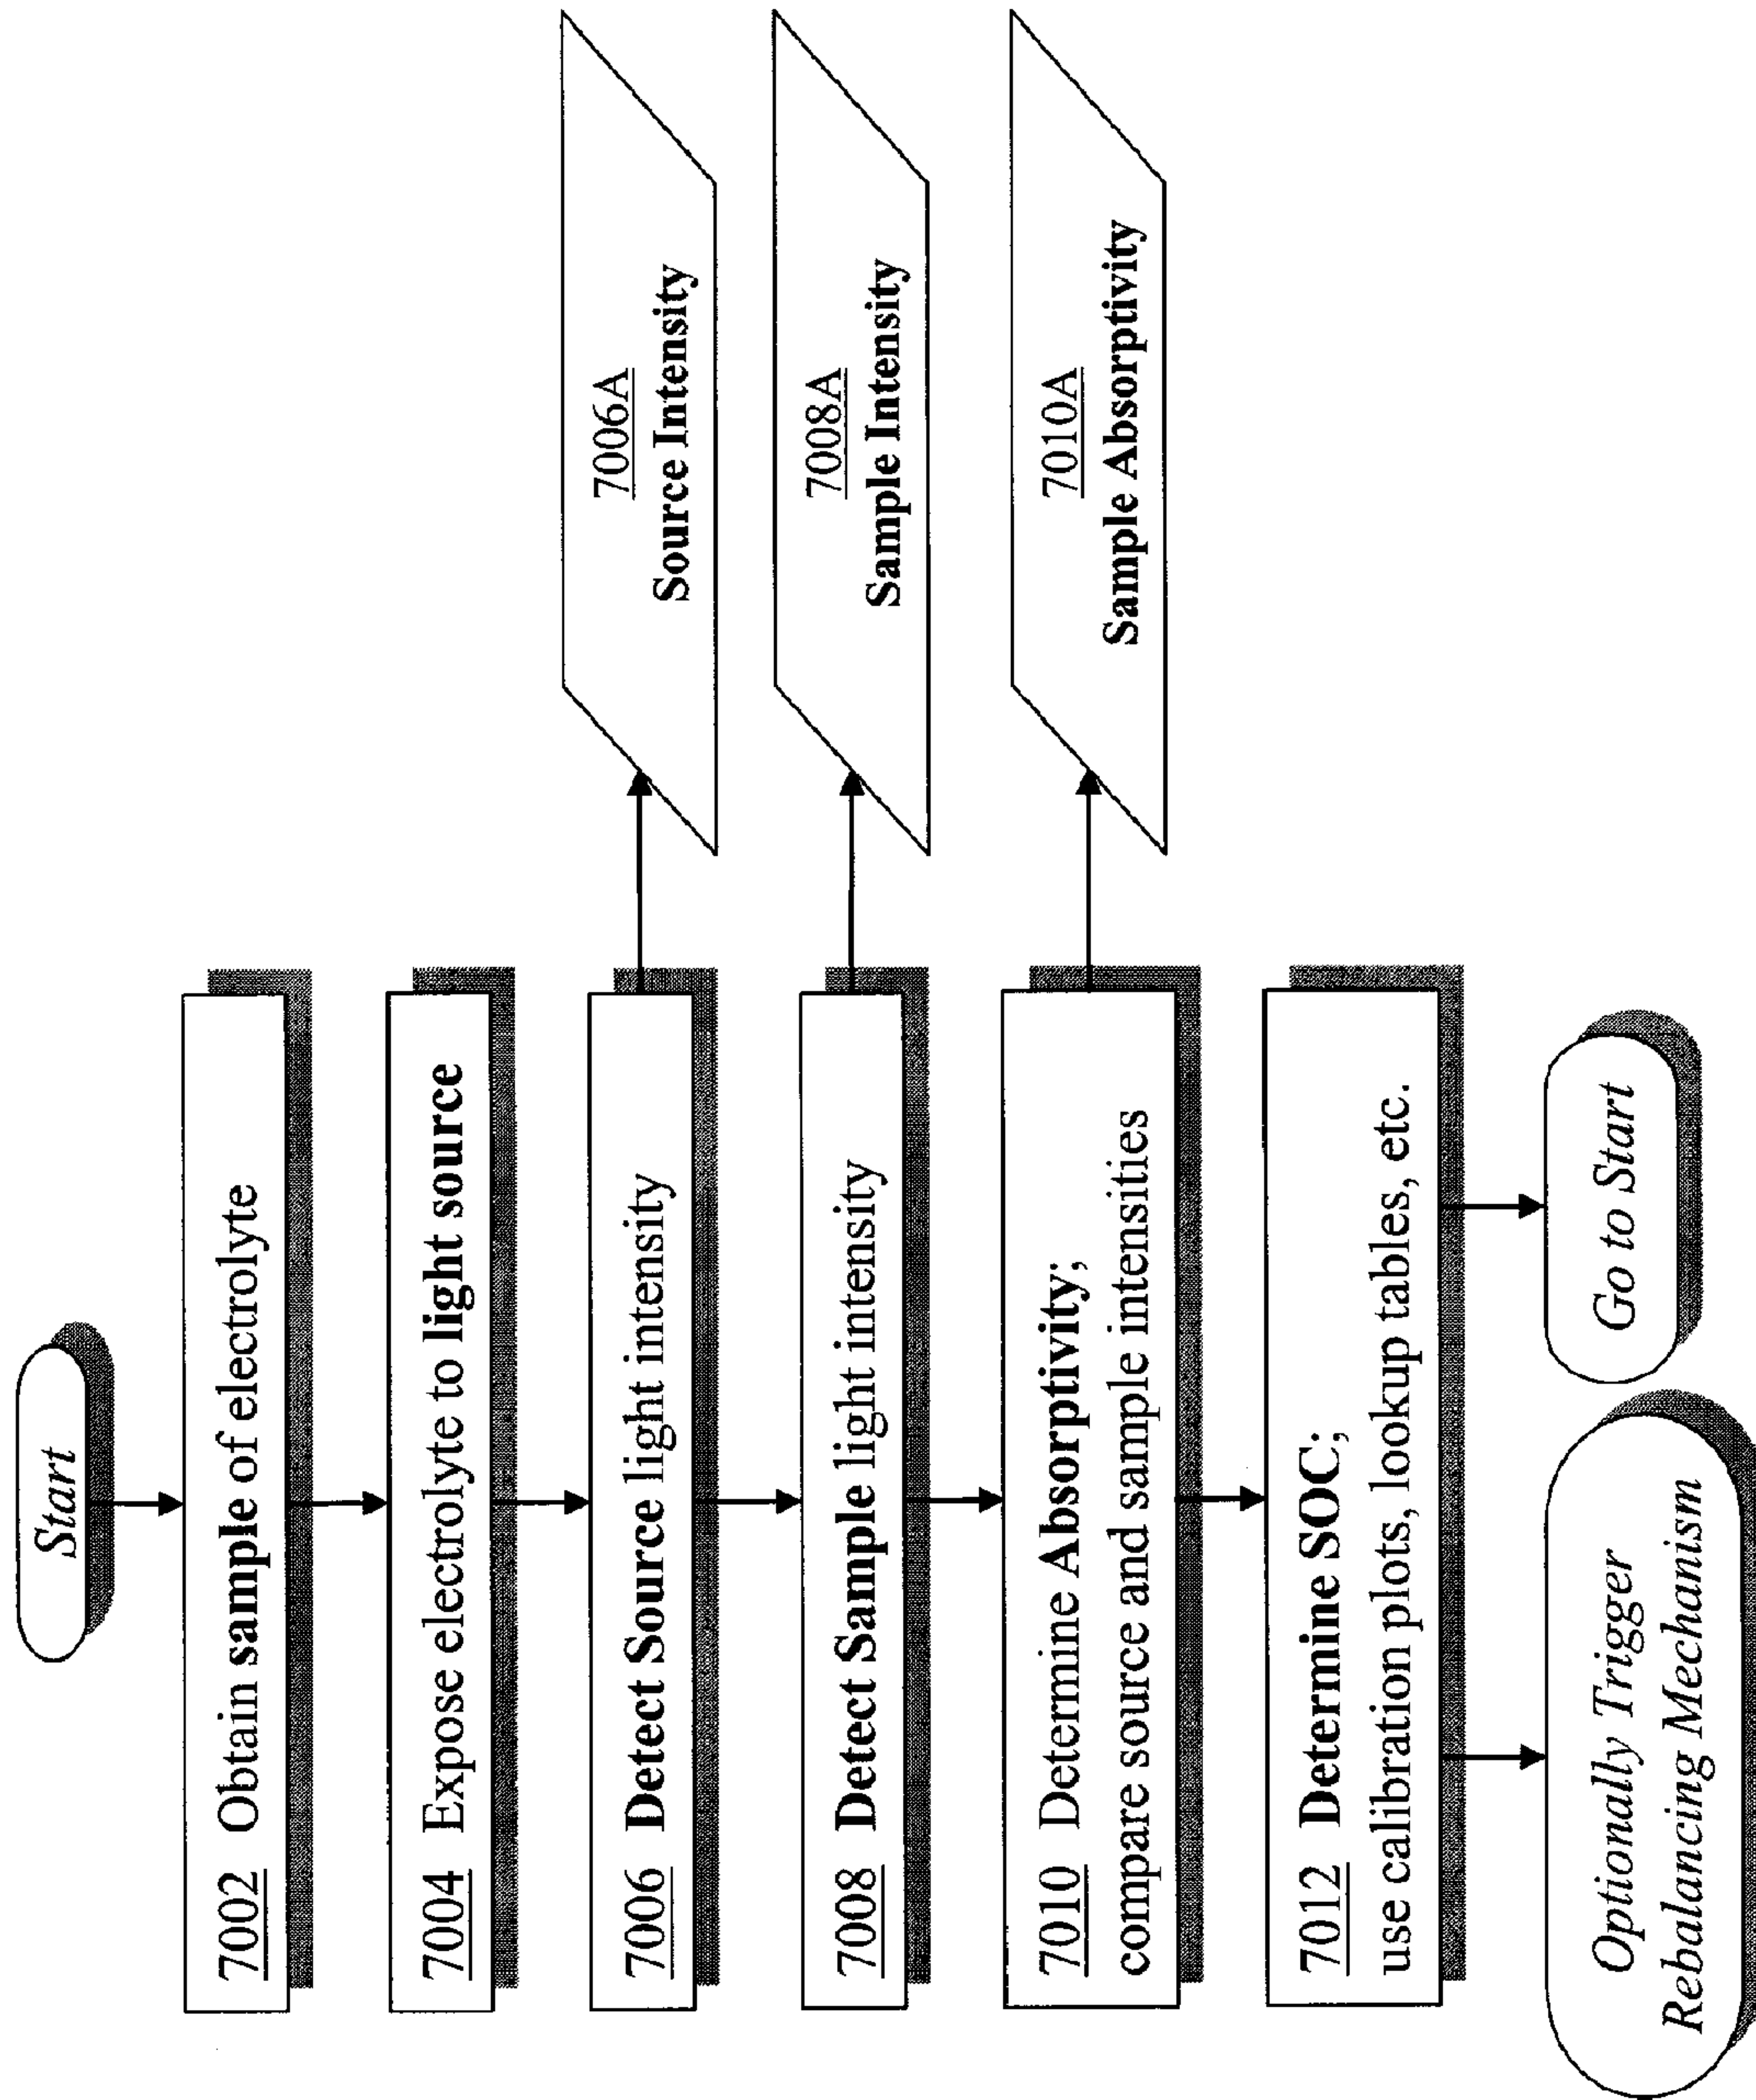 Start
7002 Obtain sample of electrolyte
7004 Expose electrolyte to light source
7006 Detect Source light intensity
7006A
Source Intensity
7008 Detect Sample light intensity
7008A
Sample Intensity
7010 Determine Absorptivity;
compare source and sample intensities
7010A
Sample Absorptivity
7012 Determine SOC;
use calibration plots, lookup tables, etc.
Optionally Trigger
Rebalancing Mechanism
Go to Start